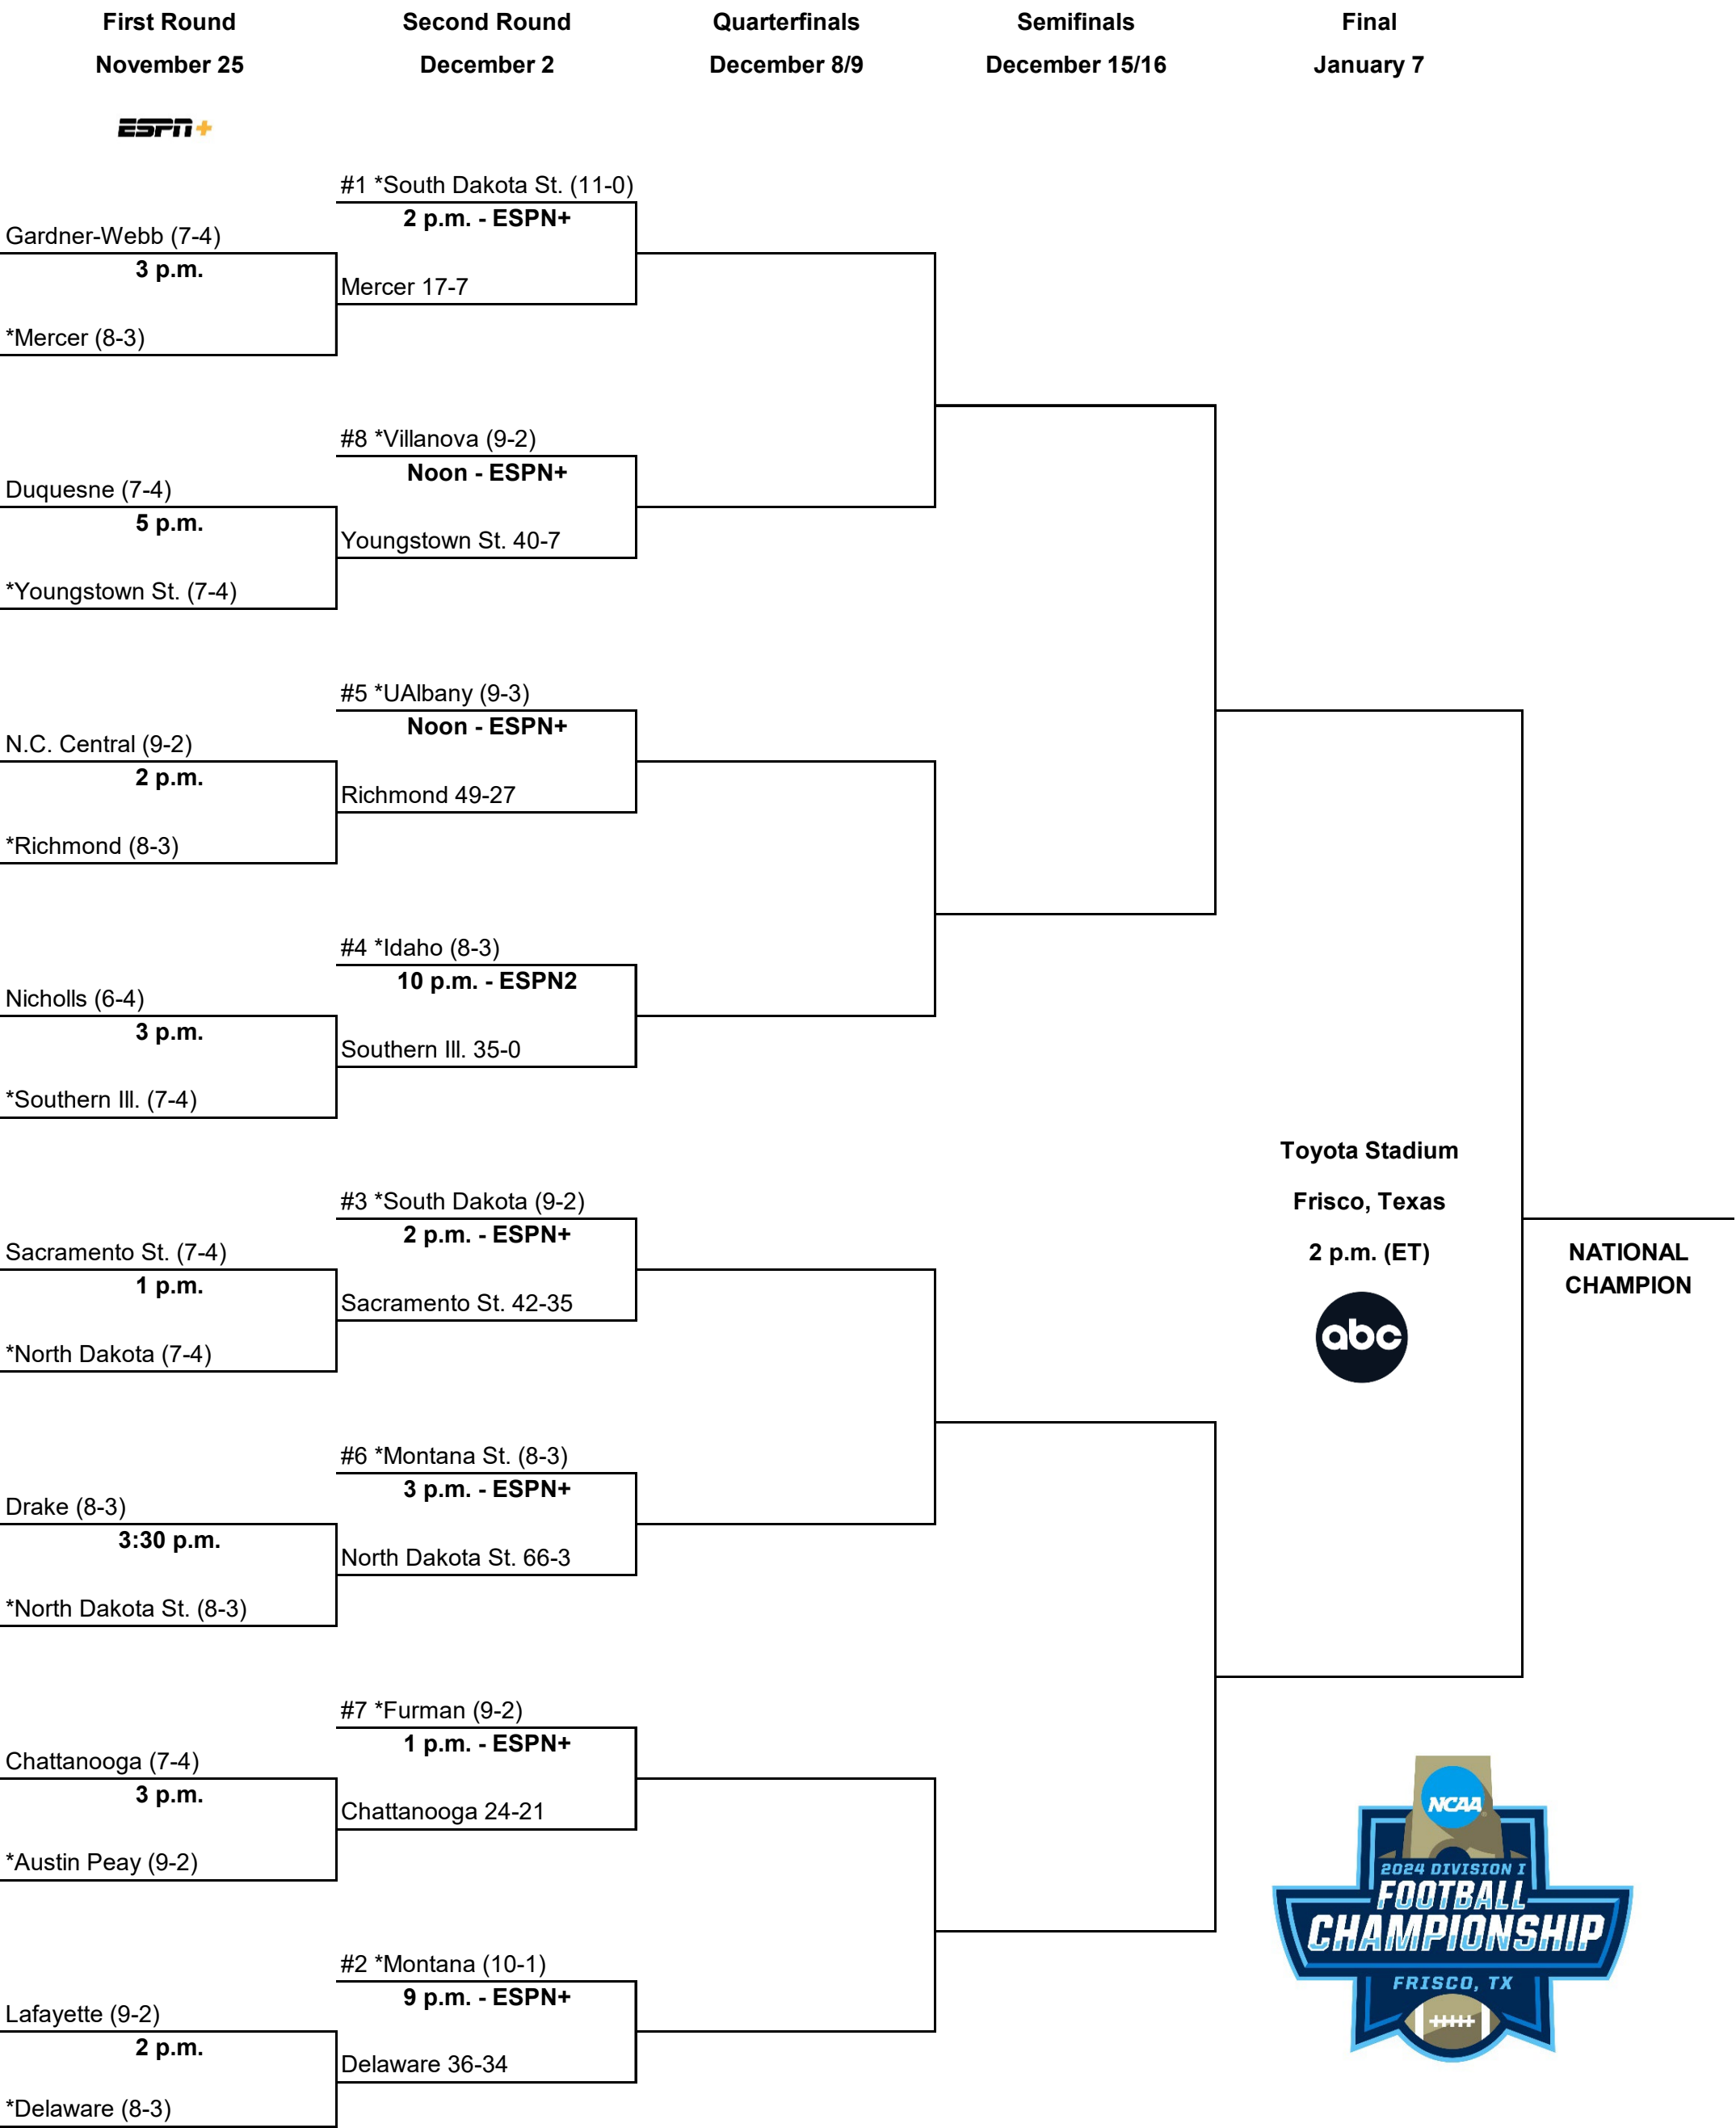 First Round
Second Round
Quarterfinals
Semifinals
Final
November 25
December 2
December 8/9
December 15/16
January 7
ESPN+
#1 *South Dakota St. (11-0)
2 p.m. - ESPN+
Gardner-Webb (7-4)
3 p.m.
Mercer 17-7
*Mercer (8-3)
#8 *Villanova (9-2)
Noon - ESPN+
Duquesne (7-4)
5 p.m.
Youngstown St. 40-7
*Youngstown St. (7-4)
#5 *UAlbany (9-3)
Noon - ESPN+
N.C. Central (9-2)
2 p.m.
Richmond 49-27
*Richmond (8-3)
#4 *Idaho (8-3)
10 p.m. - ESPN2
Nicholls (6-4)
3 p.m.
Southern Ill. 35-0
*Southern Ill. (7-4)
Toyota Stadium
Frisco, Texas
2 p.m. (ET)
abc
NATIONAL
CHAMPION
#3 *South Dakota (9-2)
2 p.m. - ESPN+
Sacramento St. (7-4)
1 p.m.
Sacramento St. 42-35
*North Dakota (7-4)
#6 *Montana St. (8-3)
3 p.m. - ESPN+
Drake (8-3)
3:30 p.m.
North Dakota St. 66-3
*North Dakota St. (8-3)
#7 *Furman (9-2)
1 p.m. - ESPN+
Chattanooga (7-4)
3 p.m.
Chattanooga 24-21
*Austin Peay (9-2)
#2 *Montana (10-1)
9 p.m. - ESPN+
Lafayette (9-2)
2 p.m.
Delaware 36-34
*Delaware (8-3)
NCAA
2024 DIVISION I
FOOTBALL
CHAMPIONSHIP
FRISCO, TX